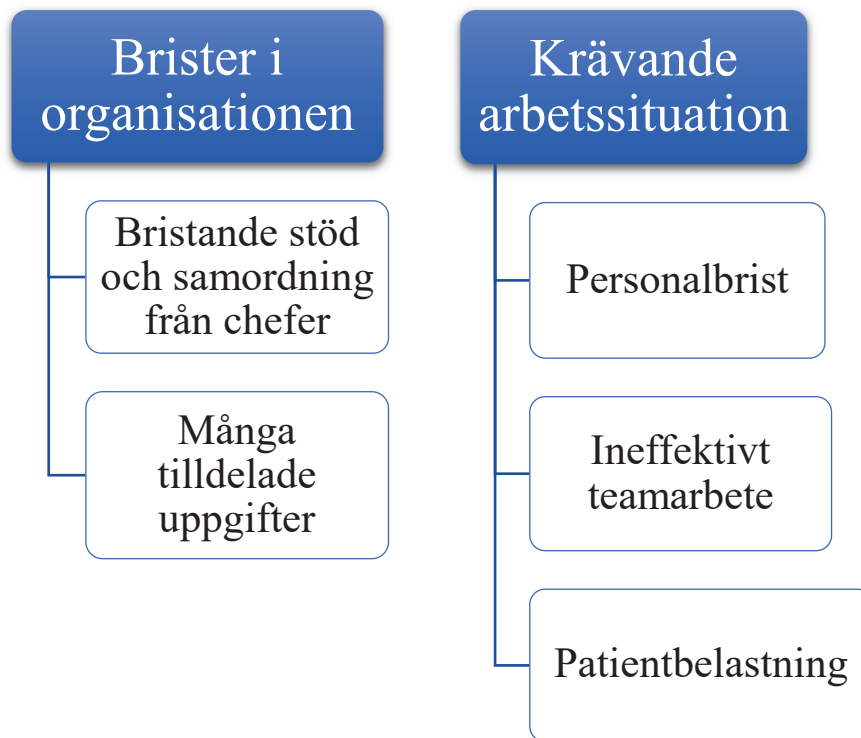 Brister i
organisationen
Bristande stöd
och samordning
från chefer
Många
tilldelade
uppgifter
Krävande
arbetssituation
Personalbrist
Ineffektivt
teamarbete
Patientbelastning